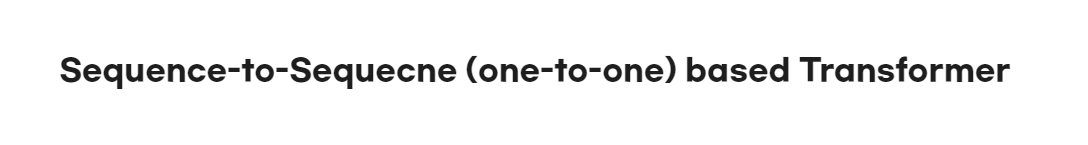 Sequence-to-Sequecne (one-to-one) based Transformer